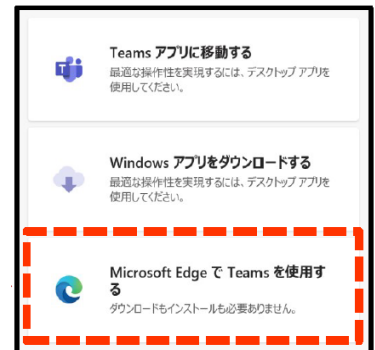 Teams アプリに移動する
最適な操作性を実現するには、デスクトップ アプリを
使用してください。
Windows アプリをダウンロードする
最適な操作性を実現するには、デスクトップ アプリを
使用してください。
Microsoft Edge で Teams を使用す
る
ダウンロードもインストールも必要ありません。